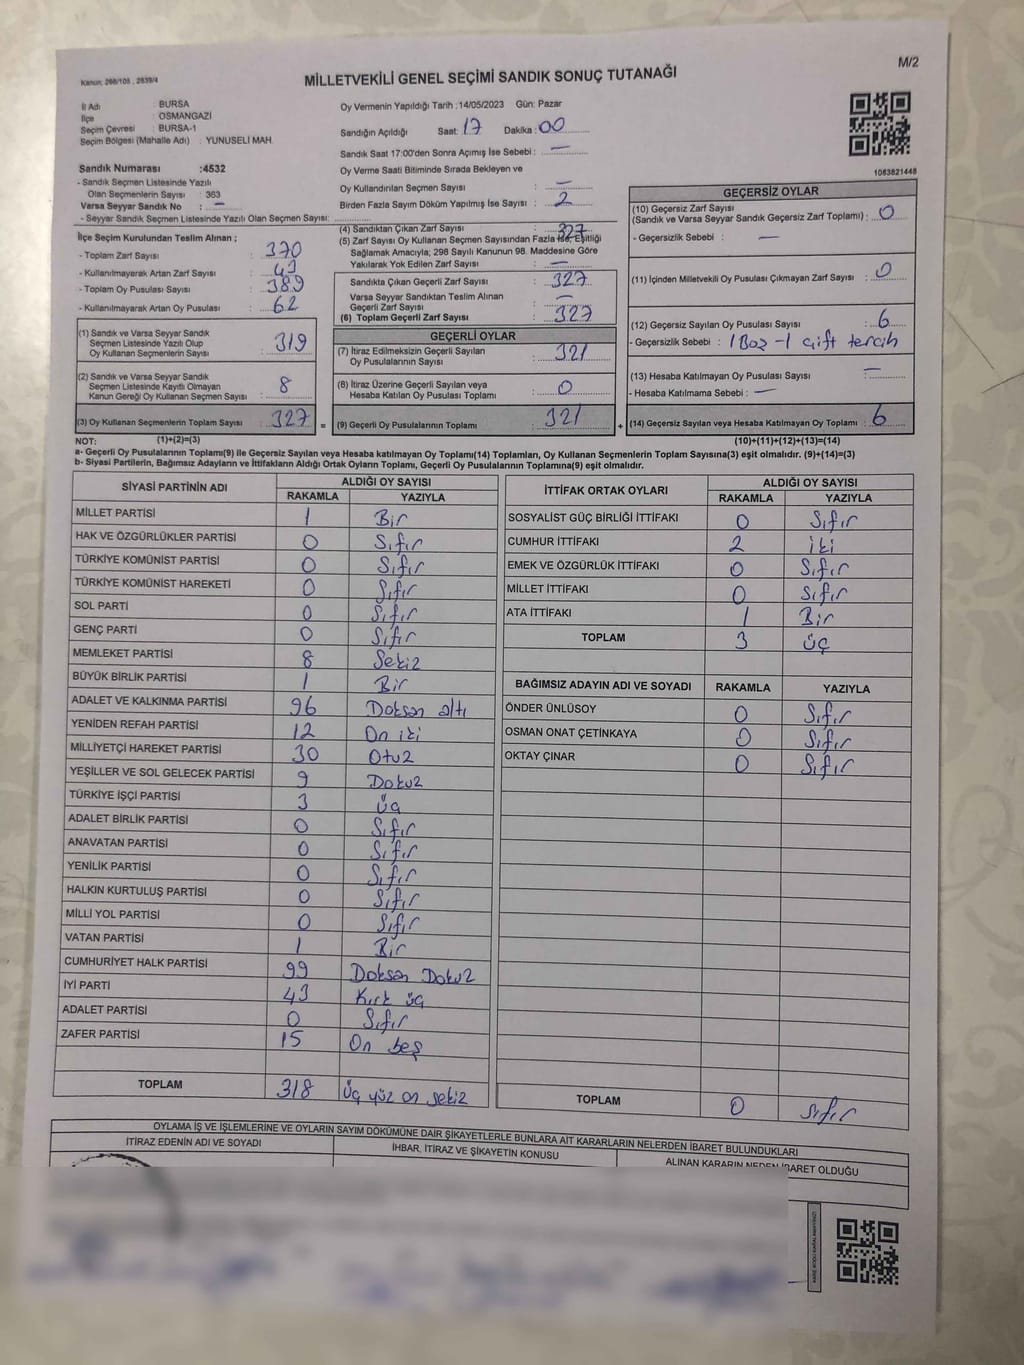 M/2
Kanun: 298/105 , 2839/4
MİLLETVEKİLİ GENEL SEÇİMİ SANDIK SONUÇ TUTANAĞI
İl Adı : BURSA
İlçe : OSMANGAZİ
Seçim Çevresi : BURSA-1
Seçim Bölgesi (Mahalle Adı) : YUNUSELİ MAH.
Sandık Numarası :4532
- Sandık Seçmen Listesinde Yazılı
Olan Seçmenlerin Sayısı : 363
Varsa Seyyar Sandık No : –
- Seyyar Sandık Seçmen Listesinde Yazılı Olan Seçmen Sayısı:
Oy Vermenin Yapıldığı Tarih :14/05/2023 Gün: Pazar
Sandığın Açıldığı Saat: 17 Dakika : 00
Sandık Saat 17:00'den Sonra Açımış İse Sebebi : —
Oy Verme Saati Bitiminde Sırada Bekleyen ve
Oy Kullandırılan Seçmen Sayısı : —
Birden Fazla Sayım Döküm Yapılmış İse Sayısı : 2
1083821448
İlçe Seçim Kurulundan Teslim Alınan ;
- Toplam Zarf Sayısı : 370
- Kullanılmayarak Artan Zarf Sayısı : 43
- Toplam Oy Pusulası Sayısı : 389
- Kullanılmayarak Artan Oy Pusulası : 62
(1) Sandık ve Varsa Seyyar Sandık
Seçmen Listesinde Yazılı Olup
Oy Kullanan Seçmenlerin Sayısı : 319
(2) Sandık ve Varsa Seyyar Sandık
Seçmen Listesinde Kayıtlı Olmayan
Kanun Gereği Oy Kullanan Seçmen Sayısı : 8
(3) Oy Kullanan Seçmenlerin Toplam Sayısı : 327 =
(4) Sandıktan Çıkan Zarf Sayısı : 327
(5) Zarf Sayısı Oy Kullanan Seçmen Sayısından Fazla İse, Eşitliği
Sağlamak Amacıyla; 298 Sayılı Kanunun 98. Maddesine Göre
Yakılarak Yok Edilen Zarf Sayısı : —
Sandıkta Çıkan Geçerli Zarf Sayısı : 327
Varsa Seyyar Sandıktan Teslim Alınan
Geçerli Zarf Sayısı : —
(6) Toplam Geçerli Zarf Sayısı : 327
GEÇERLİ OYLAR
(7) İtiraz Edilmeksizin Geçerli Sayılan
Oy Pusulasının Sayısı : 321
(8) İtiraz Üzerine Geçerli Sayılan veya
Hesaba Katılan Oy Pusulası Toplamı : 0
(9) Geçerli Oy Pusulalarının Toplamı : 321 +
GEÇERSİZ OYLAR
(10) Geçersiz Zarf Sayısı
(Sandık ve Varsa Seyyar Sandık Geçersiz Zarf Toplamı) : 0
- Geçersizlik Sebebi : —
(11) İçinden Milletvekili Oy Pusulası Çıkmayan Zarf Sayısı : 0
(12) Geçersiz Sayılan Oy Pusulası Sayısı : 6
- Geçersizlik Sebebi : 1 Boz - 1 çift tercih
(13) Hesaba Katılmayan Oy Pusulası Sayısı : —
- Hesaba Katılmama Sebebi : —
(14) Geçersiz Sayılan veya Hesaba Katılmayan Oy Toplamı : 6
NOT: (1)+(2)=(3) (10)+(11)+(12)+(13)=(14)
a- Geçerli Oy Pusulalarının Toplamı(9) ile Geçersiz Sayılan veya Hesaba katılmayan Oy Toplamı(14) Toplamları, Oy Kullanan Seçmenlerin Toplam Sayısına(3) eşit olmalıdır. (9)+(14)=(3)
b- Siyasi Partilerin, Bağımsız Adayların ve İttifakların Aldığı Ortak Oyların Toplamı, Geçerli Oy Pusulalarının Toplamına(9) eşit olmalıdır.
SİYASİ PARTİNİN ADI ALDIĞI OY SAYISI
RAKAMLA YAZIYLA
MİLLET PARTİSİ 1 Bir
HAK VE ÖZGÜRLÜKLER PARTİSİ 0 Sıfır
TÜRKİYE KOMÜNİST PARTİSİ 0 Sıfır
TÜRKİYE KOMÜNİST HAREKETİ 0 Sıfır
SOL PARTİ 0 Sıfır
GENÇ PARTİ 0 Sıfır
MEMLEKET PARTİSİ 8 Sekiz
BÜYÜK BİRLİK PARTİSİ 1 Bir
ADALET VE KALKINMA PARTİSİ 96 Doksan altı
YENİDEN REFAH PARTİSİ 12 On iki
MİLLİYETÇİ HAREKET PARTİSİ 30 Otuz
YEŞİLLER VE SOL GELECEK PARTİSİ 9 Dokuz
TÜRKİYE İŞÇİ PARTİSİ 3 Üç
ADALET BİRLİK PARTİSİ 0 Sıfır
ANAVATAN PARTİSİ 0 Sıfır
YENİLİK PARTİSİ 0 Sıfır
HALKIN KURTULUŞ PARTİSİ 0 Sıfır
MİLLİ YOL PARTİSİ 0 Sıfır
VATAN PARTİSİ 1 Bir
CUMHURİYET HALK PARTİSİ 99 Doksan Dokuz
İYİ PARTİ 43 Kırk üç
ADALET PARTİSİ 0 Sıfır
ZAFER PARTİSİ 15 On beş
TOPLAM 318 Üç yüz on sekiz
İTTİFAK ORTAK OYLARI ALDIĞI OY SAYISI
RAKAMLA YAZIYLA
SOSYALİST GÜÇ BİRLİĞİ İTTİFAKI 0 Sıfır
CUMHUR İTTİFAKI 2 iki
EMEK VE ÖZGÜRLÜK İTTİFAKI 0 Sıfır
MİLLET İTTİFAKI 0 Sıfır
ATA İTTİFAKI 1 Bir
TOPLAM 3 üç
BAĞIMSIZ ADAYIN ADI VE SOYADI RAKAMLA YAZIYLA
ÖNDER ÜNLÜSOY 0 Sıfır
OSMAN ONAT ÇETİNKAYA 0 Sıfır
OKTAY ÇINAR 0 Sıfır
TOPLAM 0 Sıfır
OYLAMA İŞ VE İŞLEMLERİNE VE OYLARIN SAYIM DÖKÜMÜNE DAİR ŞİKAYETLERLE BUNLARA AİT KARARLARIN NELERDEN İBARET BULUNDUKLARI
İTİRAZ EDENİN ADI VE SOYADI
İHBAR, İTİRAZ VE ŞİKAYETİN KONUSU
ALINAN KARARIN NEDEN İBARET OLDUĞU